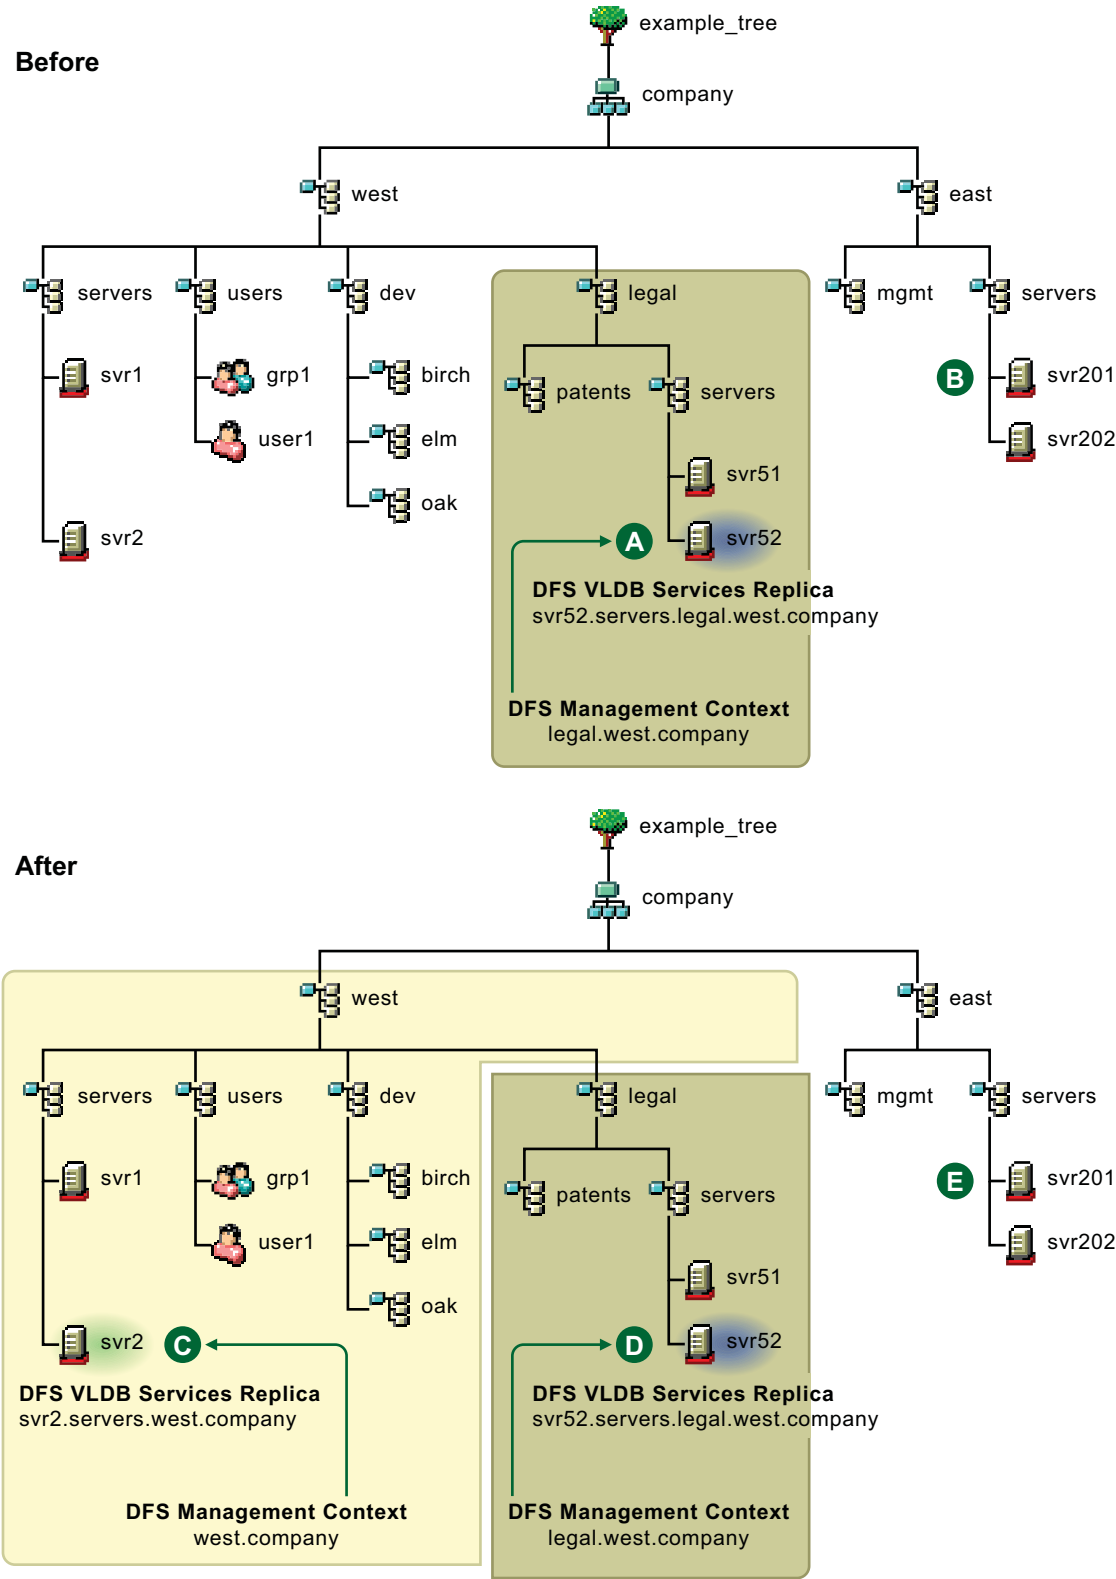 example_tree
Before
company
west
east
servers
users
dev
legal
mgmt
servers
svr1
grp1
birch
patents
servers
B
svr201
user1
elm
svr202
svr51
oak
svr2
A
svr52
DFS VLDB Services Replica
svr52.servers.legal.west.company
DFS Management Context
legal.west.company
example_tree
After
company
west
east
servers
users
dev
legal
mgmt
servers
svr1
grp1
birch
patents
servers
E
svr201
user1
elm
svr202
svr51
oak
svr2
C
D
svr52
DFS VLDB Services Replica
svr2.servers.west.company
DFS VLDB Services Replica
svr52.servers.legal.west.company
DFS Management Context
west.company
DFS Management Context
legal.west.company